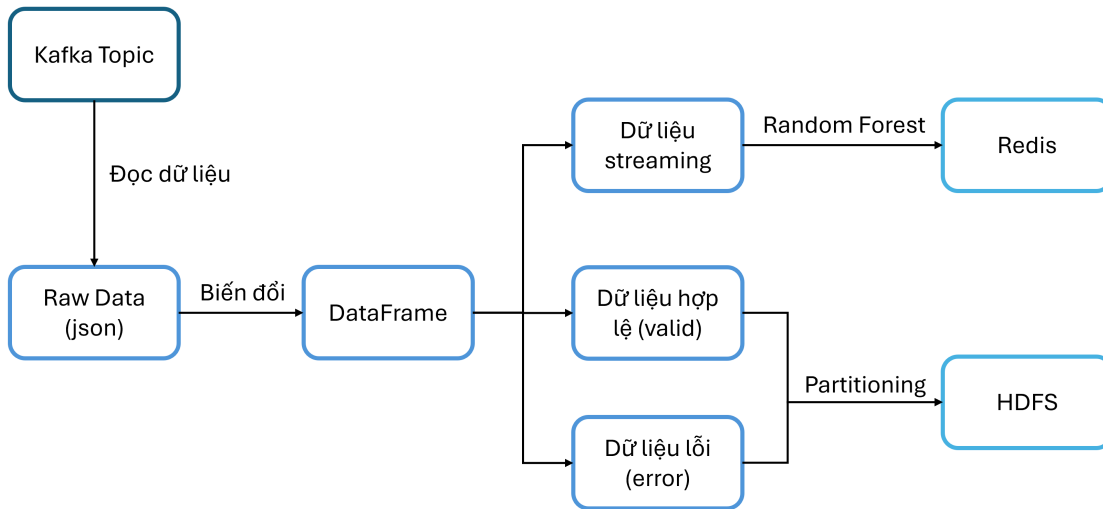 Kafka Topic
Đọc dữ liệu
Raw Data
(json)
Biến đổi
DataFrame
Dữ liệu
streaming
Random Forest
Redis
Dữ liệu hợp
lệ (valid)
Dữ liệu lỗi
(error)
Partitioning
HDFS